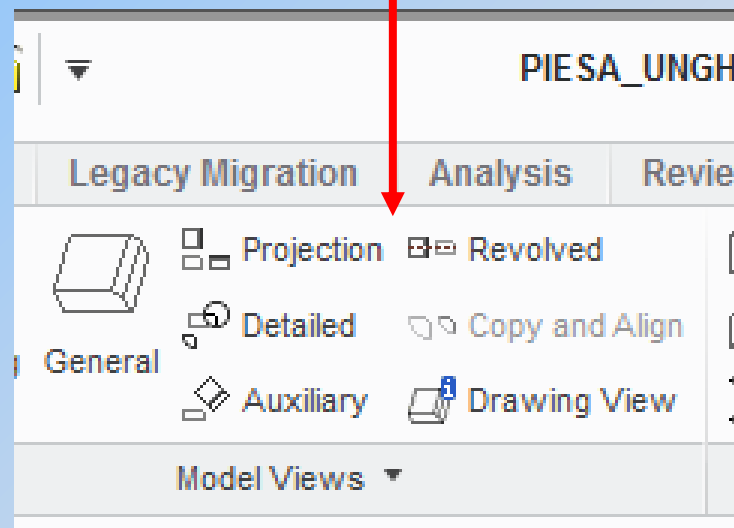 PIESA_UNGH
Legacy Migration Analysis Revie
Projection Revolved
Detailed Copy and Align
General
Auxiliary Drawing View
Model Views